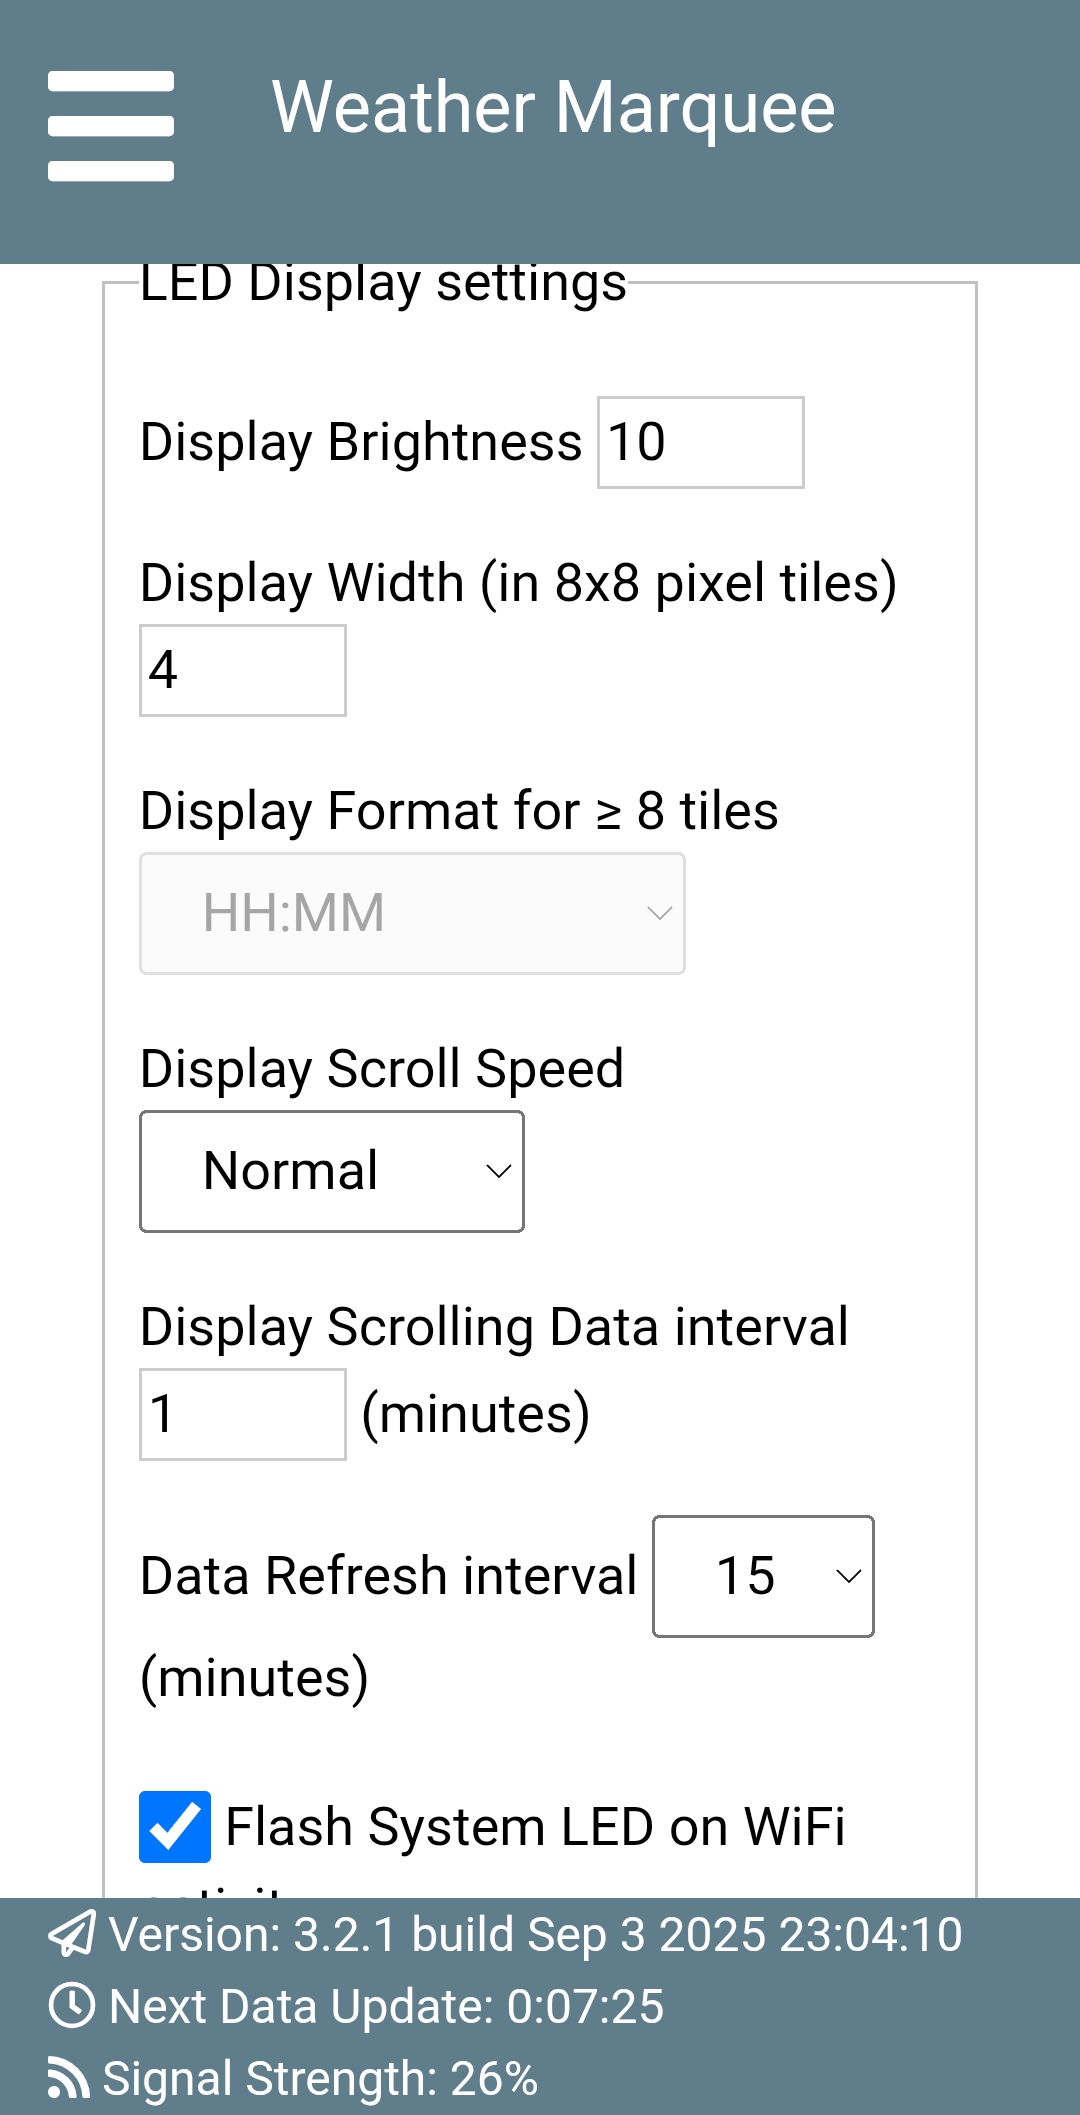 Weather Marquee
LED Display settings
Display Brightness 10
Display Width (in 8x8 pixel tiles)
4
Display Format for ≥ 8 tiles
HH:MM
Display Scroll Speed
Normal
Display Scrolling Data interval
1 (minutes)
Data Refresh interval 15
(minutes)
Flash System LED on WiFi
Version: 3.2.1 build Sep 3 2025 23:04:10
Next Data Update: 0:07:25
Signal Strength: 26%